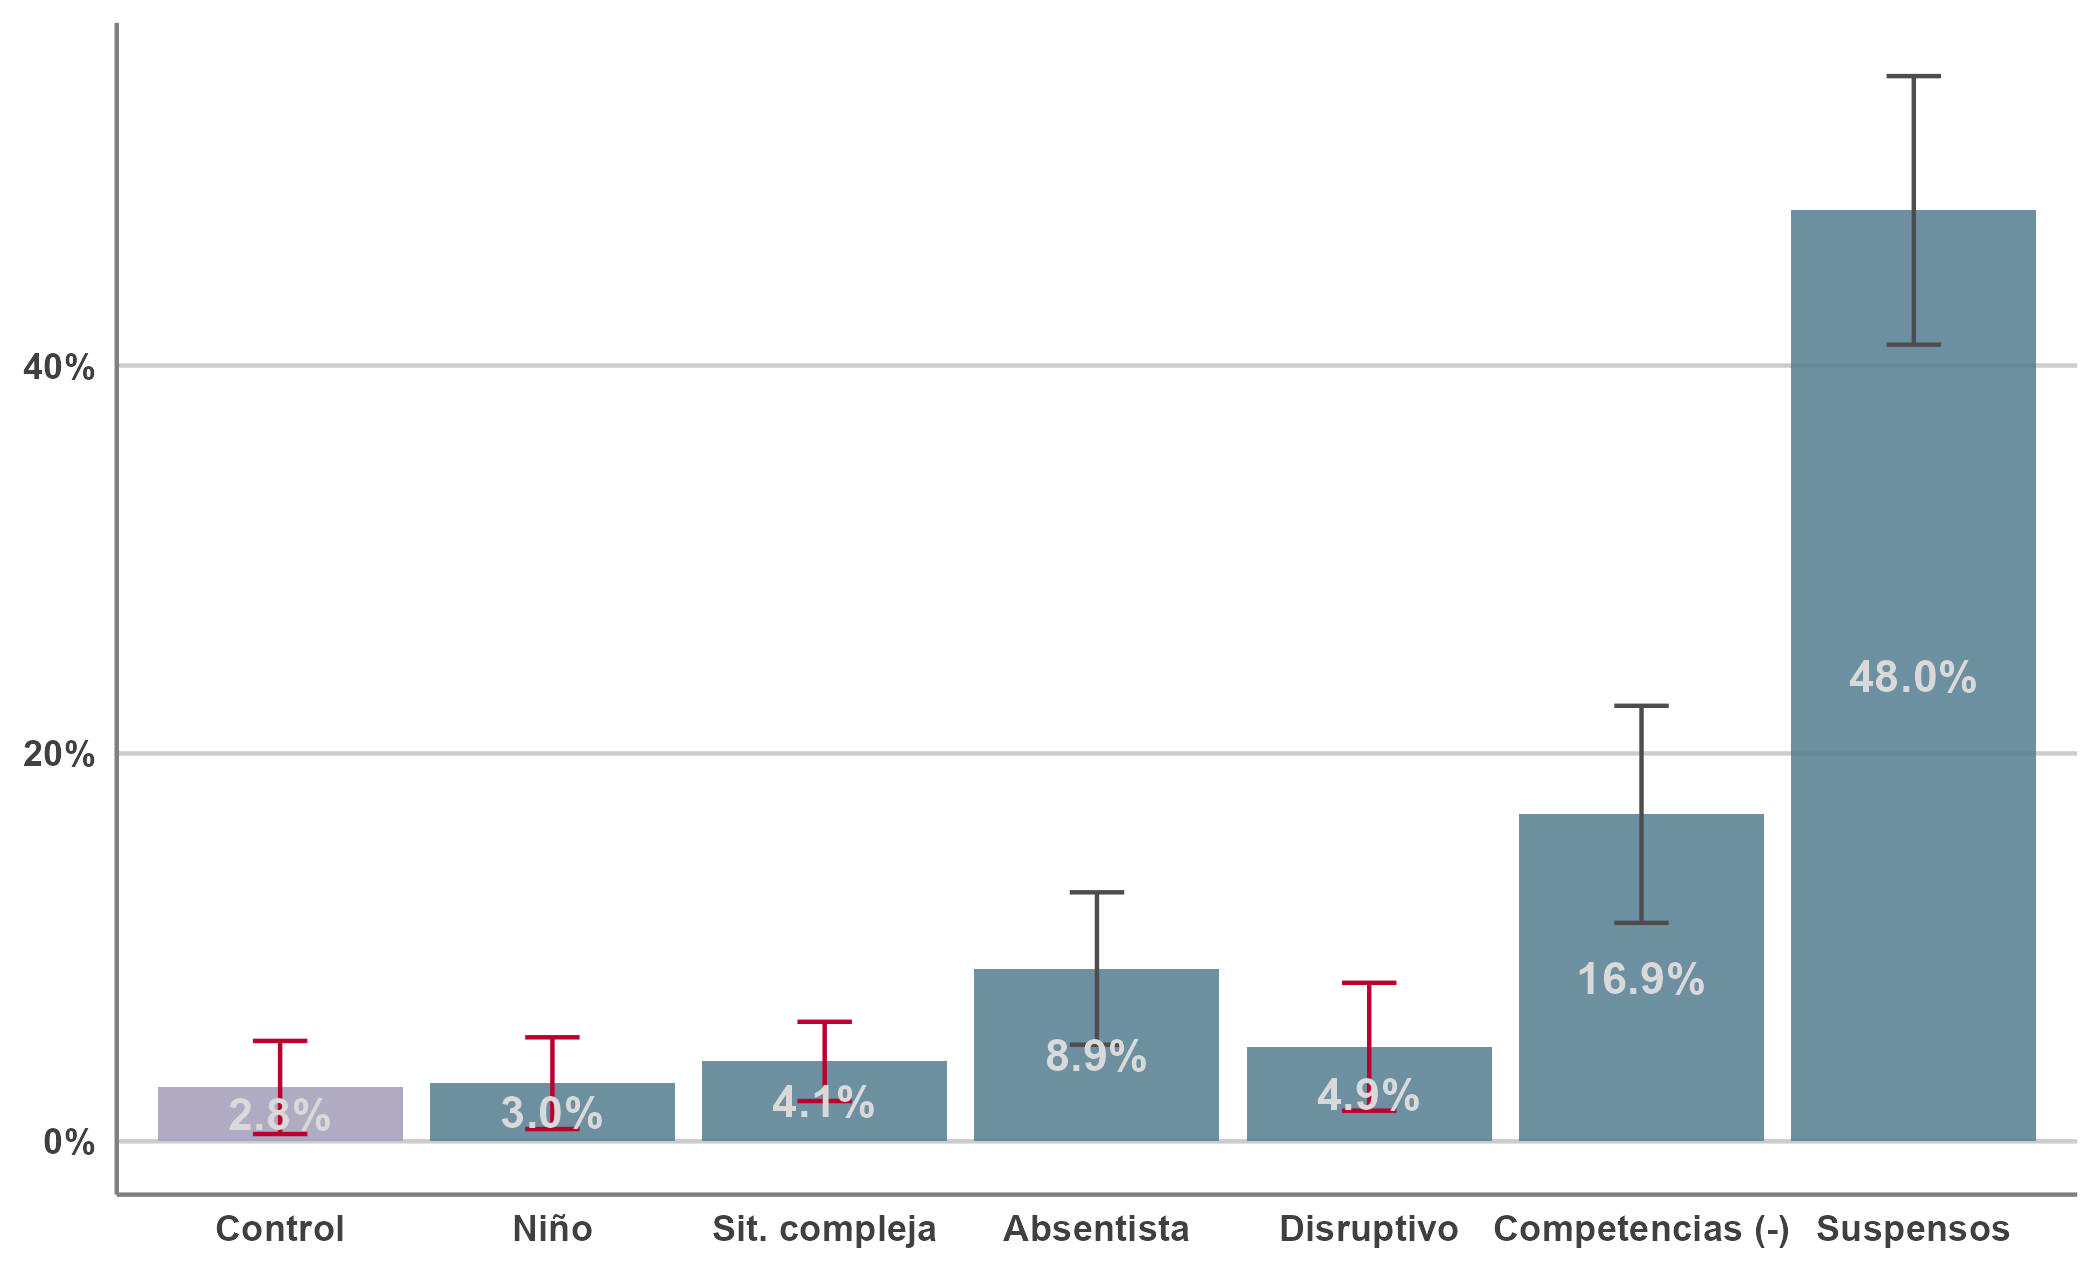 40%
20%
0%
2.8%
3.0%
4.1%
8.9%
4.9%
16.9%
48.0%
Control
Niño
Sit. compleja
Absentista
Disruptivo
Competencias (-)
Suspensos